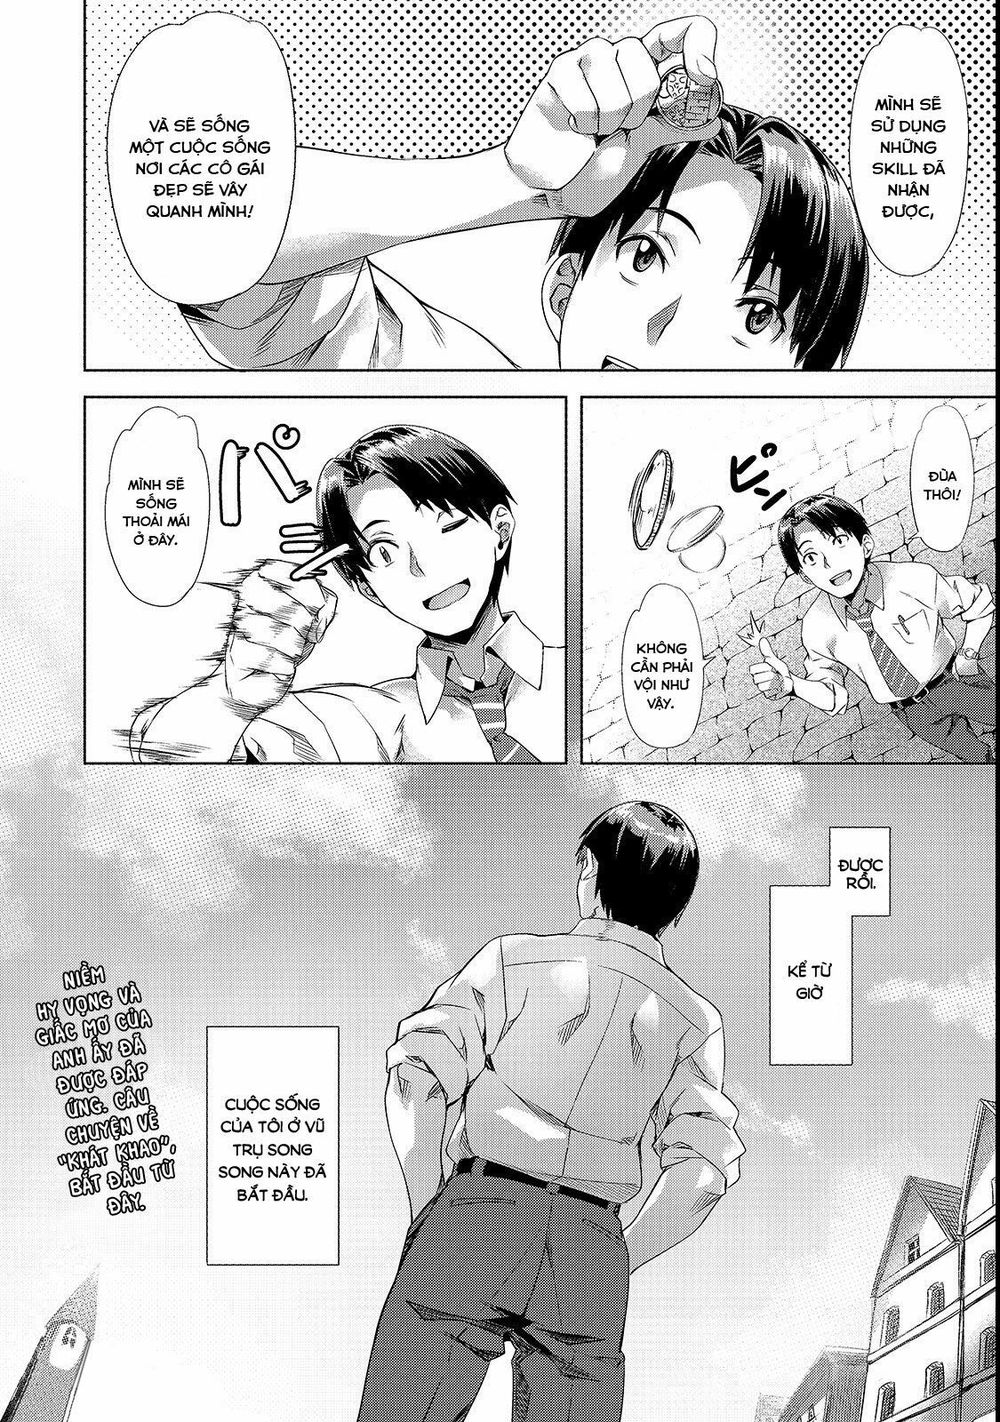 MÌNH SẼ
SỬ DỤNG
NHỮNG
SKILL ĐÃ
NHẬN
ĐƯỢC,
VÀ SẼ SỐNG
MỘT CUỘC SỐNG
NƠI CÁC CÔ GÁI
ĐẸP SẼ VÂY
QUANH MÌNH!
ĐÙA
THÔI!
ピンッ
KHÔNG
CẦN PHẢI
VỘI NHƯ
VẬY.
パシ
MÌNH SẼ
SỐNG
THOẢI MÁI
Ở ĐÂY.
ĐƯỢC
RỒI.
KỂ TỪ
GIỜ
CUỘC SỐNG
CỦA TÔI Ở VŨ
TRỤ SONG
SONG NÀY ĐÃ
BẮT ĐẦU.
NIỀM
HY VỌNG VÀ
GIẤC MƠ CỦA
ANH ẤY ĐÃ
ĐƯỢC ĐÁP
ỨNG. CÂU
CHUYỆN VỀ
"KHÁT KHAO",
BẮT ĐẦU TỪ
ĐÂY.